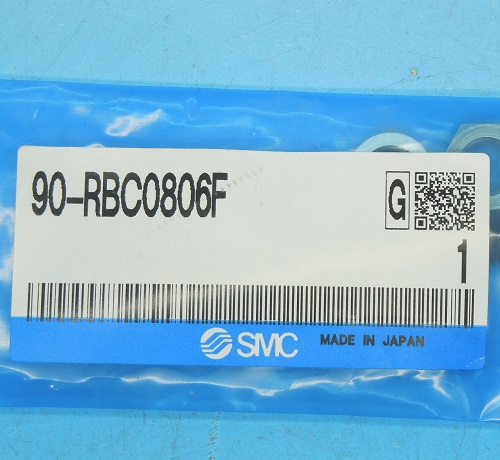 90-RBC0806F
G
1
SMC MADE IN JAPAN